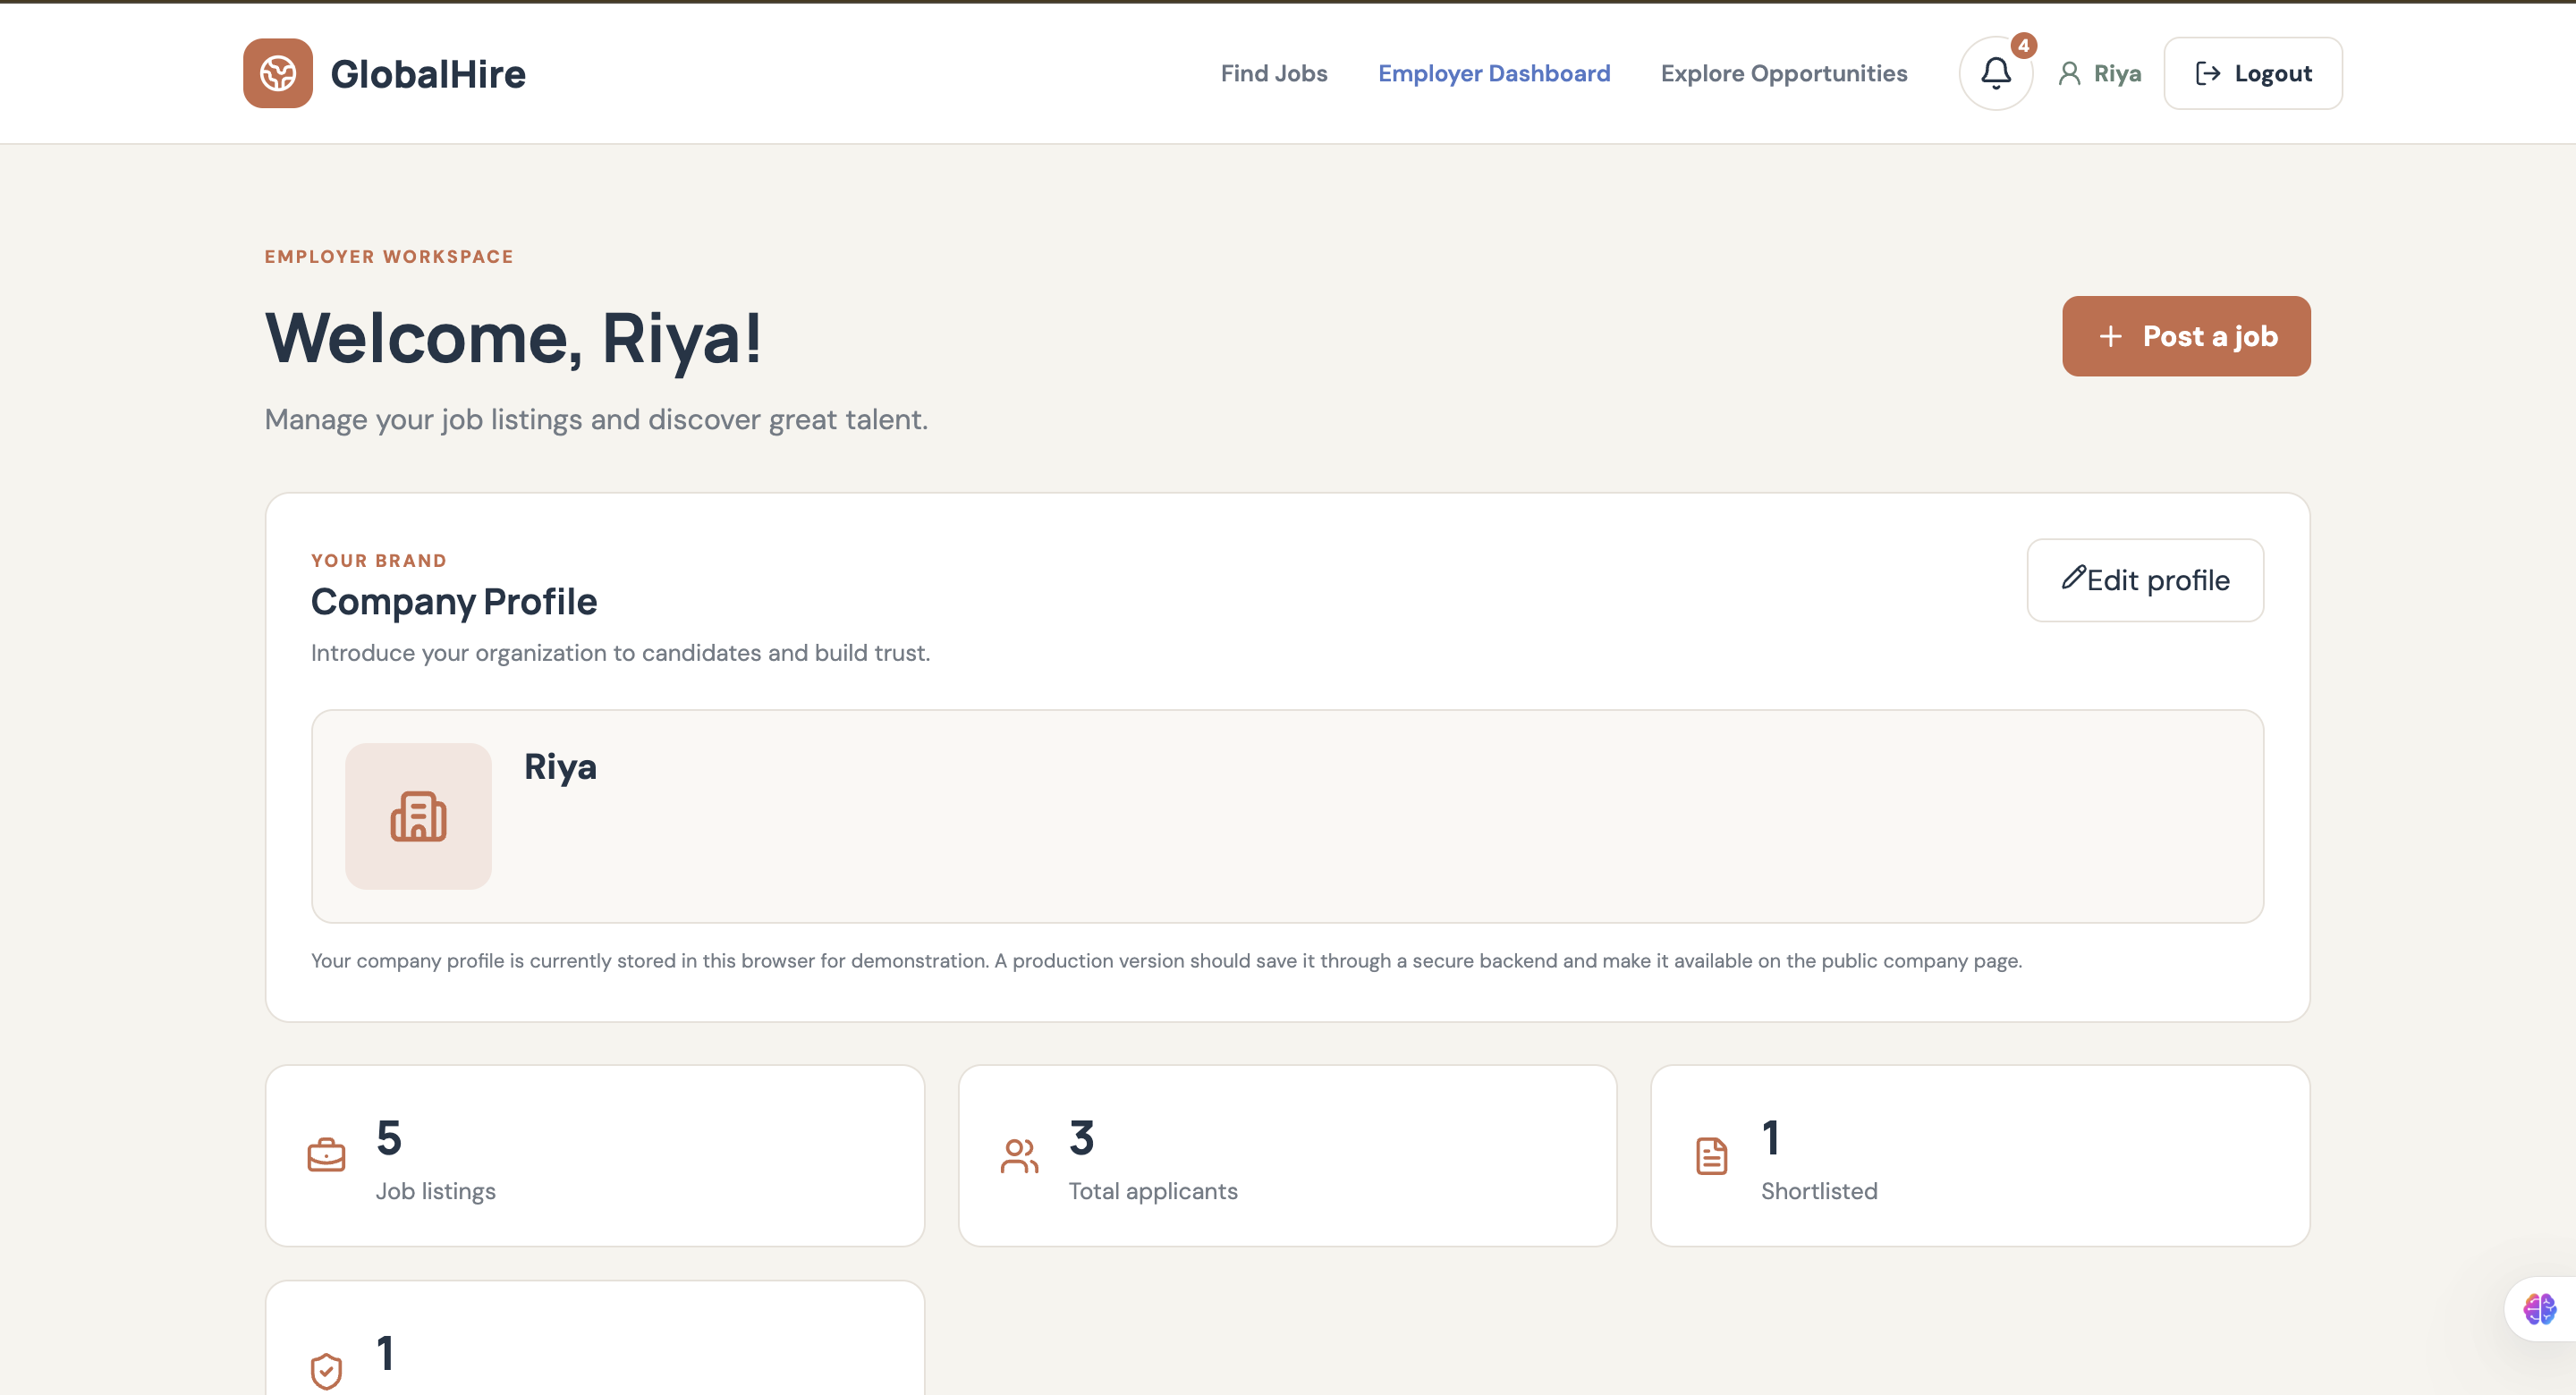 GlobalHire
Find Jobs
Employer Dashboard
Explore Opportunities
4
Riya
Logout
EMPLOYER WORKSPACE
Welcome, Riya!
Post a job
Manage your job listings and discover great talent.
YOUR BRAND
Company Profile
Edit profile
Introduce your organization to candidates and build trust.
Riya
Your company profile is currently stored in this browser for demonstration. A production version should save it through a secure backend and make it available on the public company page.
5
Job listings
3
Total applicants
1
Shortlisted
1